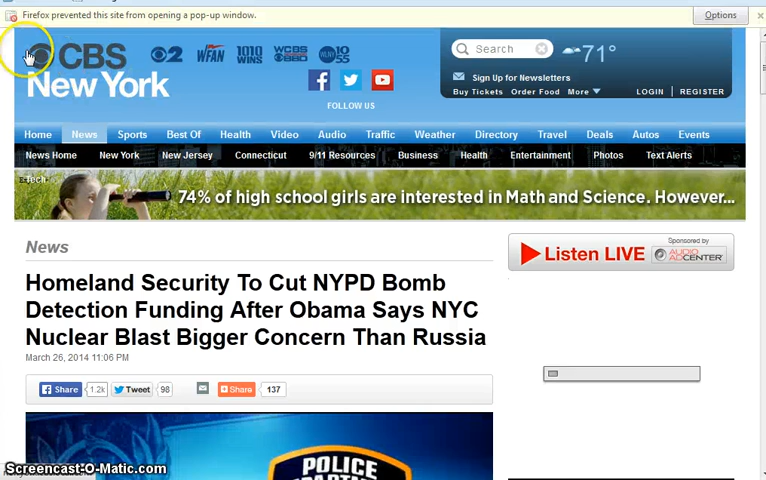 Firefox prevented this site from opening a pop-up window.
Options
CBS
New York
2
WFAN
1010 WINS
WCBS 880
WLNY 10 55
FOLLOW US
Search
71°
Sign Up for Newsletters
Buy Tickets Order Food More
LOGIN | REGISTER
Home News Sports Best Of Health Video Audio Traffic Weather Directory Travel Deals Autos Events
News Home New York New Jersey Connecticut 9/11 Resources Business Health Entertainment Photos Text Alerts
Tech
74% of high school girls are interested in Math and Science. However...
News
Homeland Security To Cut NYPD Bomb
Detection Funding After Obama Says NYC
Nuclear Blast Bigger Concern Than Russia
March 26, 2014 11:06 PM
Share 1.2k Tweet 98 Share 137
Listen LIVE
Sponsored by
AUDIO
AD CENTER
POLICE
Screencast-O-Matic.com